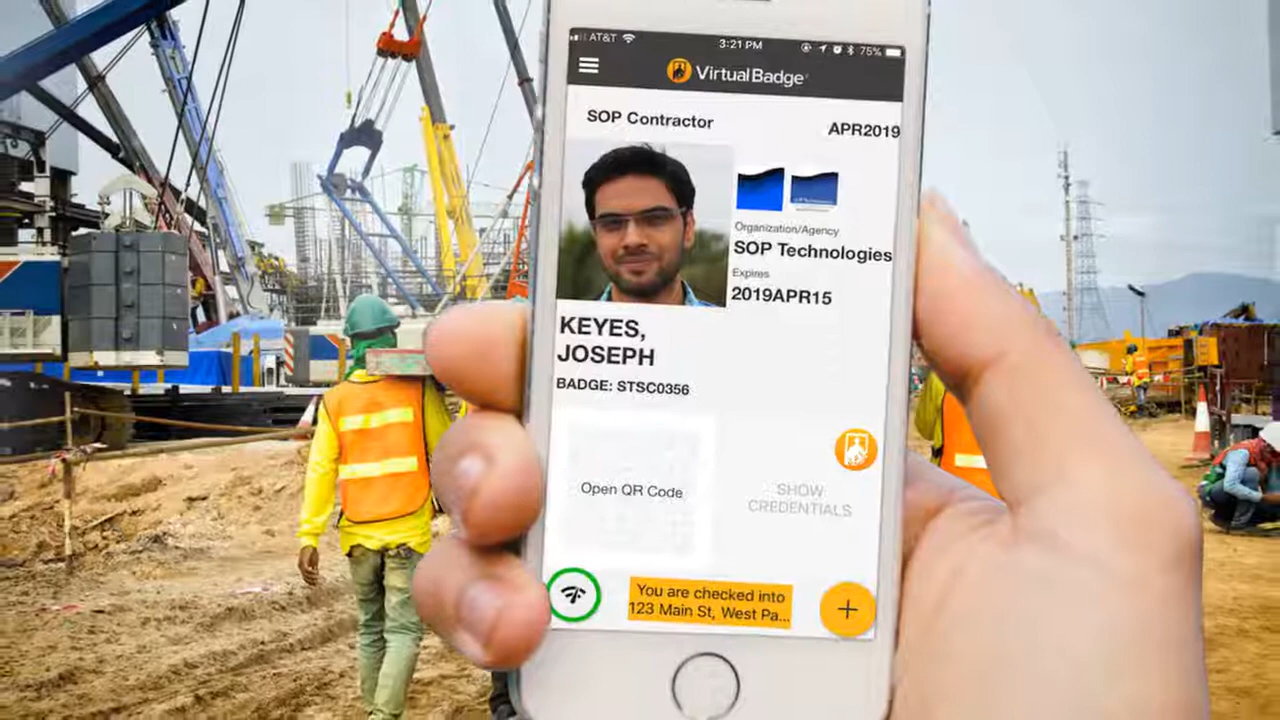 AT&T 3:21 PM 75%
VirtualBadge
SOP Contractor APR2019
Organization/Agency
SOP Technologies
Expires
2019APR15
KEYES,
JOSEPH
BADGE: STSC0356
Open QR Code
SHOW
CREDENTIALS
You are checked into
123 Main St, West Pa...
+